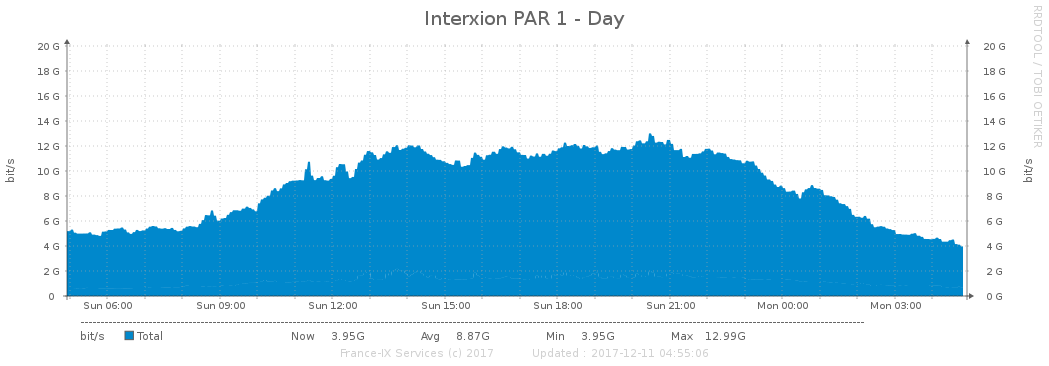 Interxion PAR 1 - Day
RRDTOOL / TOBI OETIKER
bit/s
20 G 20 G
18 G 18 G
16 G 16 G
14 G 14 G
12 G 12 G
10 G 10 G
8 G 8 G
6 G 6 G
4 G 4 G
2 G 2 G
0 0 G
bit/s
Sun 06:00 Sun 09:00 Sun 12:00 Sun 15:00 Sun 18:00 Sun 21:00 Mon 00:00 Mon 03:00
bit/s Total Now 3.95G Avg 8.87G Min 3.95G Max 12.99G
France-IX Services (c) 2017 Updated : 2017-12-11 04:55:06